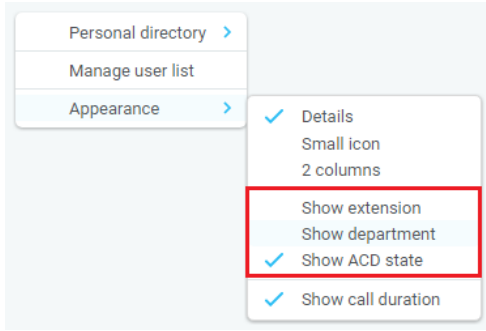 Personal directory
Manage user list
Appearance
Details
Small icon
2 columns
Show extension
Show department
Show ACD state
Show call duration